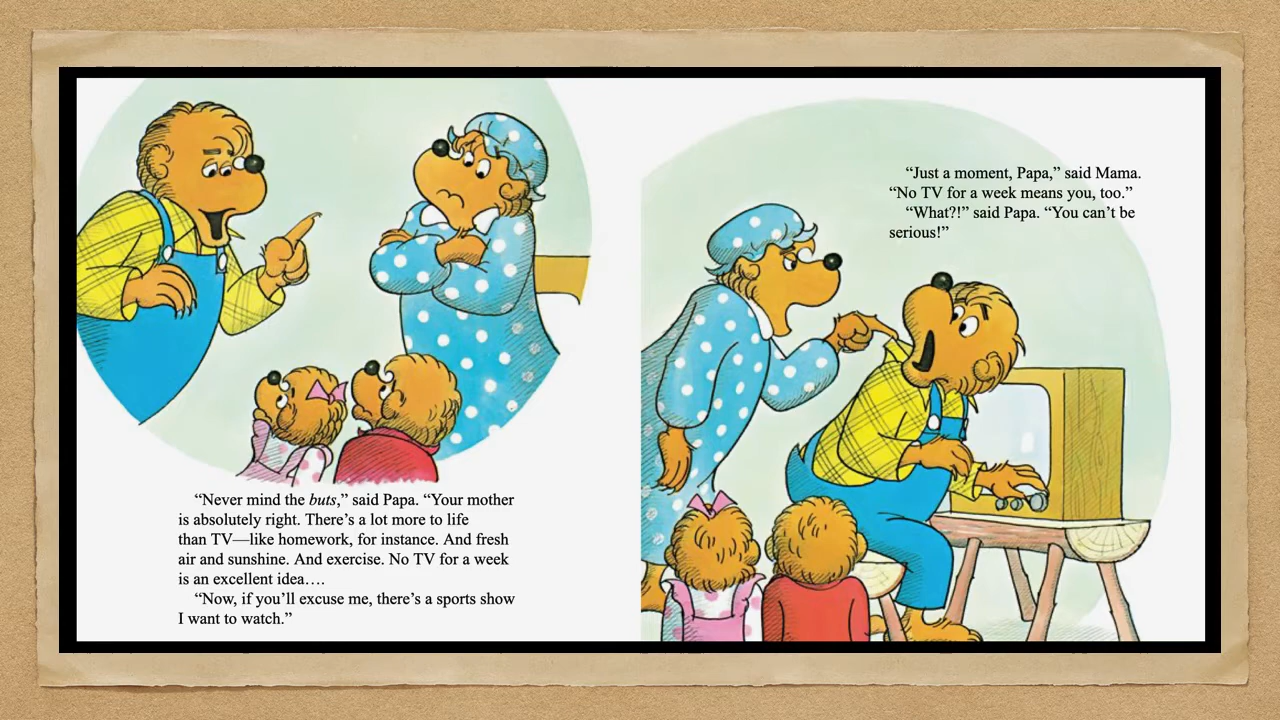 “Never mind the buts,” said Papa. “Your mother
is absolutely right. There’s a lot more to life
than TV—like homework, for instance. And fresh
air and sunshine. And exercise. No TV for a week
is an excellent idea….
“Now, if you’ll excuse me, there’s a sports show
I want to watch.”
“Just a moment, Papa,” said Mama.
“No TV for a week means you, too.”
“What?!” said Papa. “You can’t be
serious!”